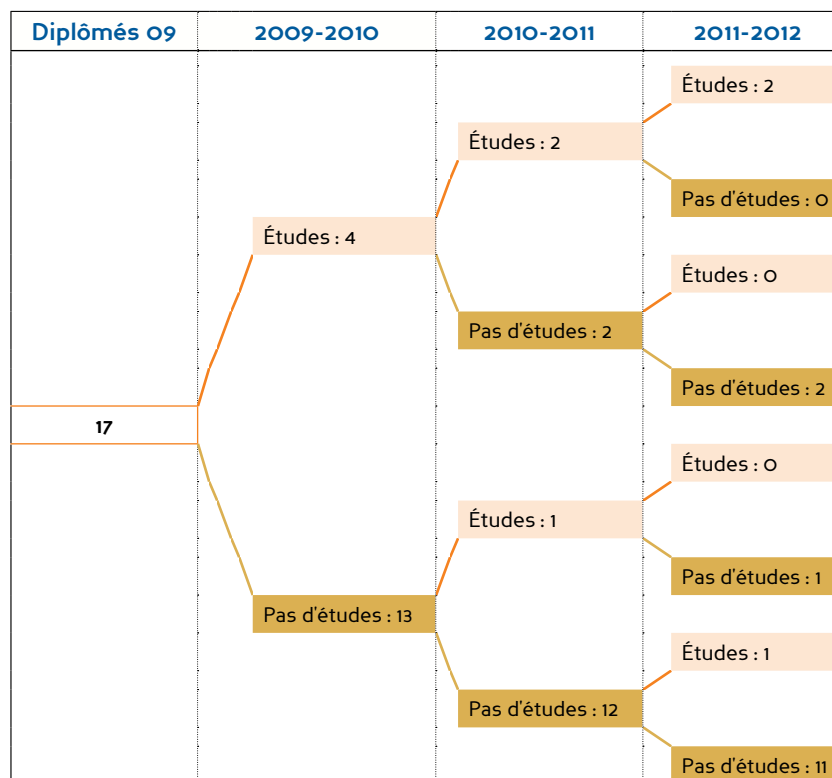 Diplômés 09 2009-2010 2010-2011 2011-2012
Études : 2
Études : 2
Pas d'études : 0
Études : 4
Études : 0
Pas d'études : 2
Pas d'études : 2
17
Études : 0
Études : 1
Pas d'études : 1
Pas d'études : 13
Études : 1
Pas d'études : 12
Pas d'études : 11